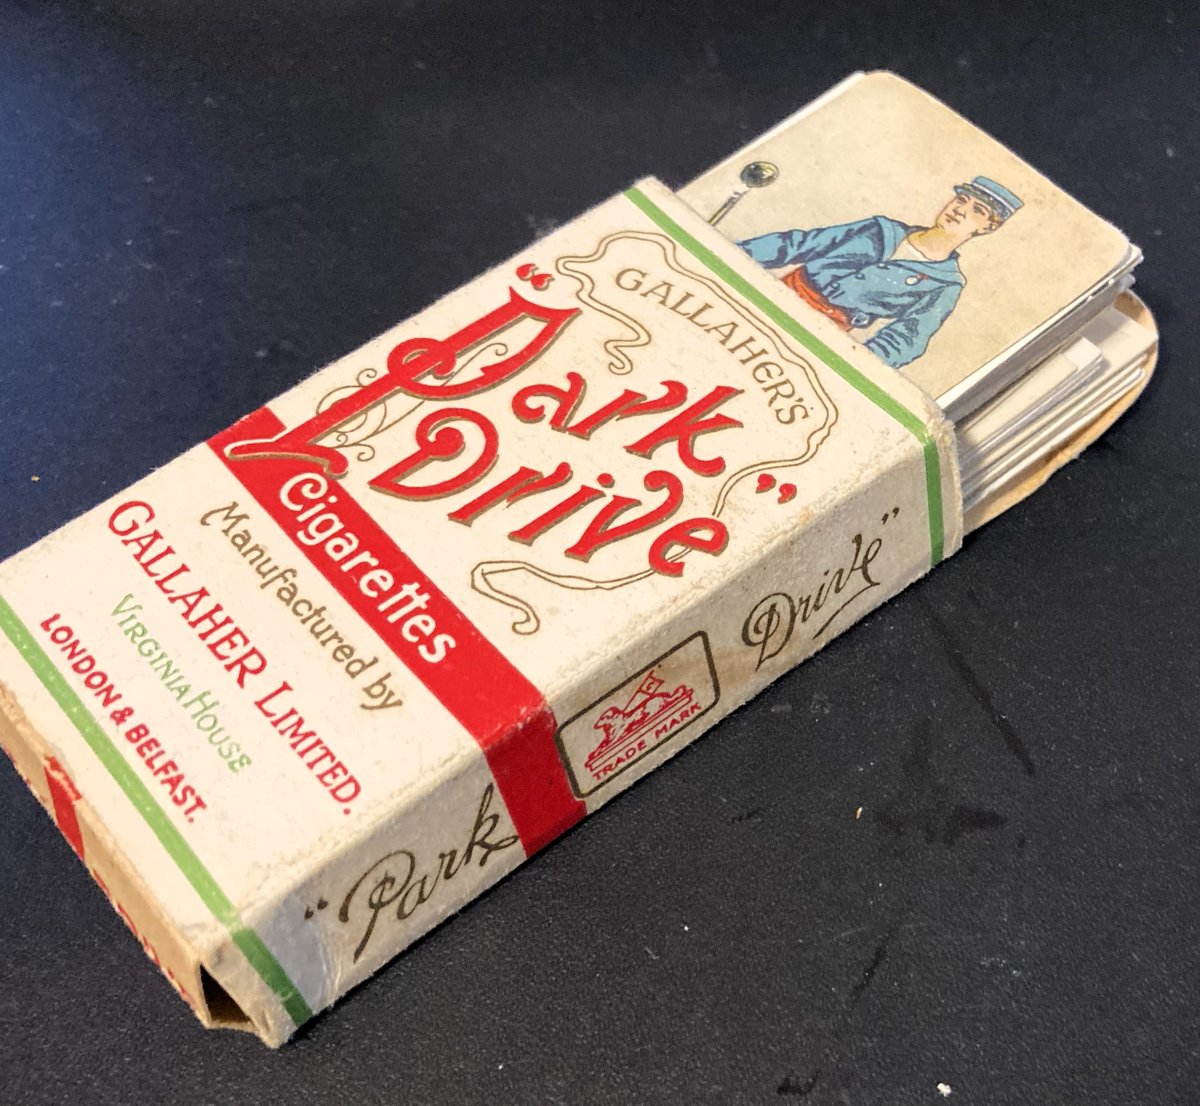 GALLAHER'S
"Park
Drive"
Cigarettes
Manufactured by
GALLAHER LIMITED.
VIRGINIA HOUSE
LONDON & BELFAST.
"Park
TRADE MARK
Drive"